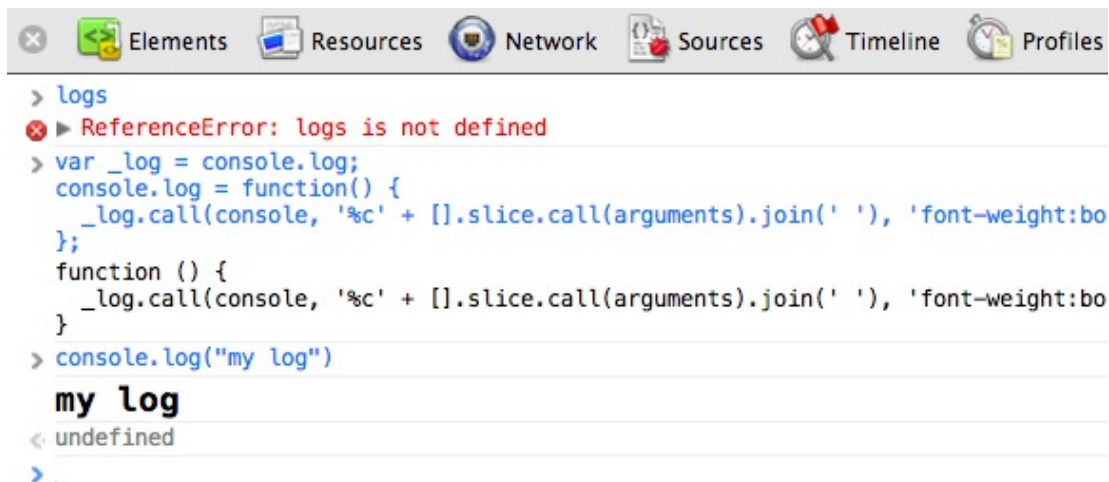 Elements Resources Network Sources Timeline Profiles
> logs
ReferenceError: logs is not defined
> var _log = console.log;
console.log = function() {
  _log.call(console, '%c' + [].slice.call(arguments).join(' '), 'font-weight:bo
};
function () {
  _log.call(console, '%c' + [].slice.call(arguments).join(' '), 'font-weight:bo
}
> console.log("my log")
my log
undefined
>